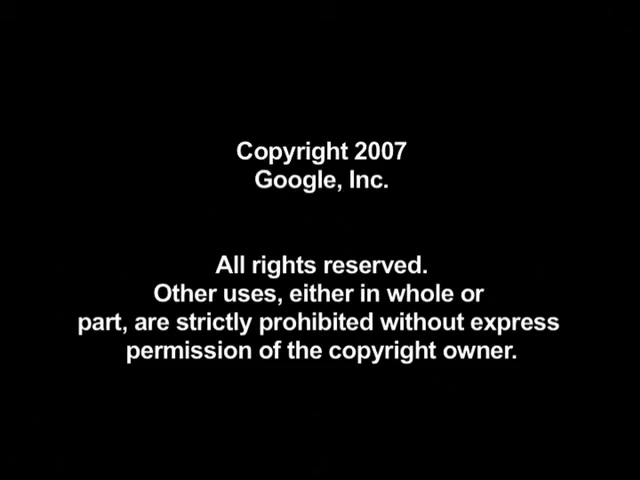 Copyright 2007
Google, Inc.
All rights reserved.
Other uses, either in whole or
part, are strictly prohibited without express
permission of the copyright owner.